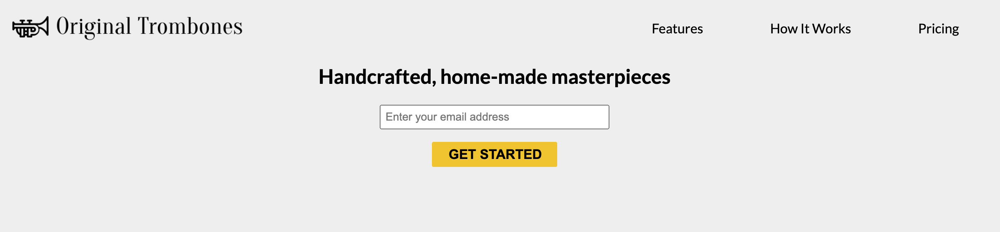 Original Trombones
Features
How It Works
Pricing
Handcrafted, home-made masterpieces
Enter your email address
GET STARTED